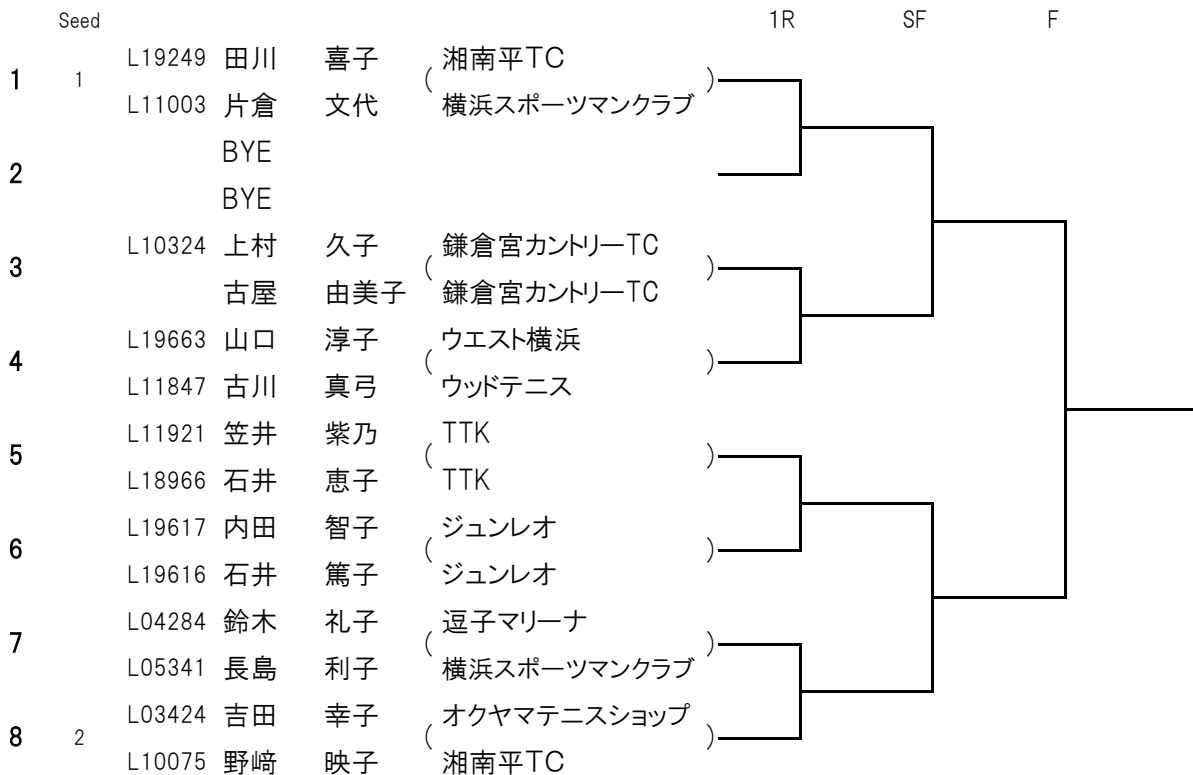 Seed 1R SF F
L19249 田川 喜子 湘南平TC
1 1 ( )
L11003 片倉 文代 横浜スポーツマンクラブ
BYE
2
BYE
L10324 上村 久子 鎌倉宮カントリーTC
3 ( )
古屋 由美子 鎌倉宮カントリーTC
L19663 山口 淳子 ウエスト横浜
4 ( )
L11847 古川 真弓 ウッドテニス
L11921 笠井 紫乃 TTK
5 ( )
L18966 石井 恵子 TTK
L19617 内田 智子 ジュンレオ
6 ( )
L19616 石井 篤子 ジュンレオ
L04284 鈴木 礼子 逗子マリーナ
7 ( )
L05341 長島 利子 横浜スポーツマンクラブ
L03424 吉田 幸子 オクヤマテニスショップ
8 2 ( )
L10075 野﨑 映子 湘南平TC